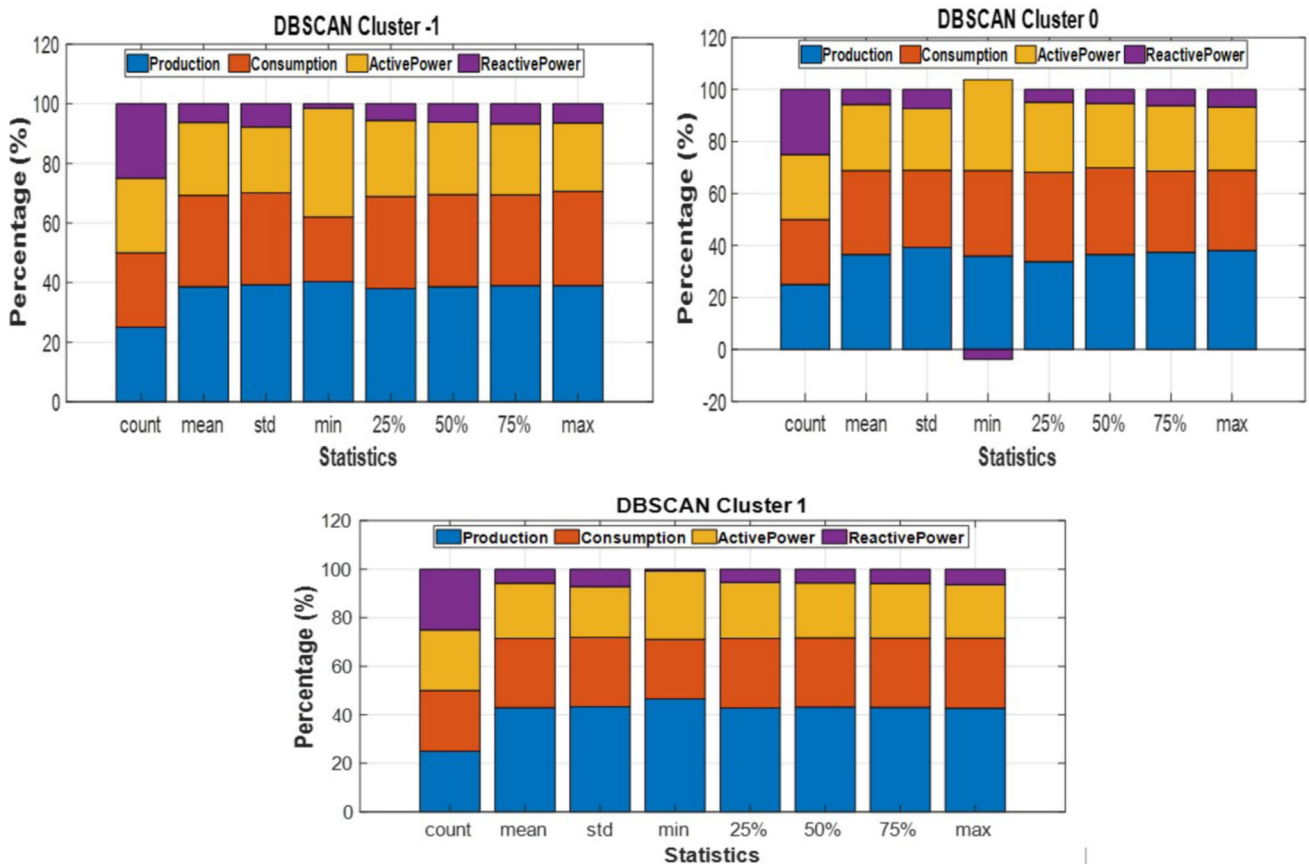 DBSCAN Cluster -1
Production Consumption ActivePower ReactivePower
Percentage (%)
120
100
80
60
40
20
0
count mean std min 25% 50% 75% max
Statistics
DBSCAN Cluster 0
Production Consumption ActivePower ReactivePower
Percentage (%)
120
100
80
60
40
20
0
-20
count mean std min 25% 50% 75% max
Statistics
DBSCAN Cluster 1
Production Consumption ActivePower ReactivePower
Percentage (%)
120
100
80
60
40
20
0
count mean std min 25% 50% 75% max
Statistics